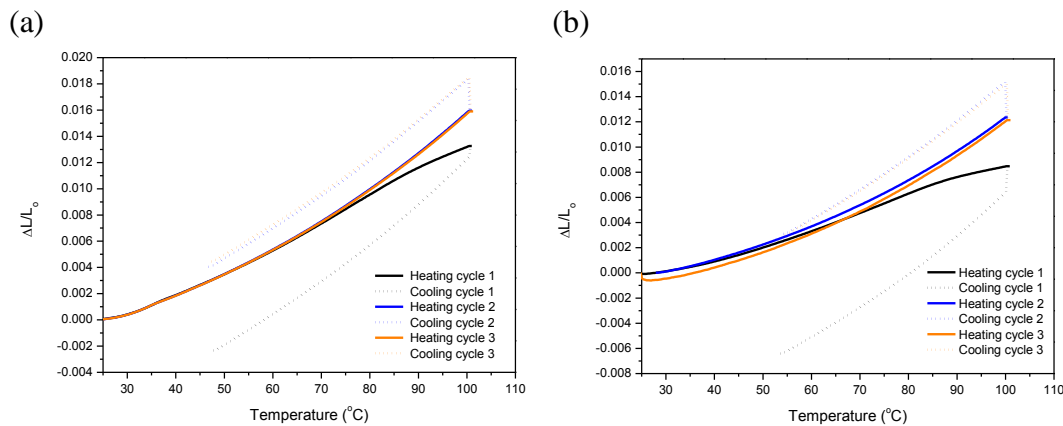 (a)
0.020
0.018
0.016
0.014
0.012
0.010
0.008
0.006
0.004
0.002
0.000
-0.002
-0.004
ΔL/Lo
30 40 50 60 70 80 90 100 110
Temperature (°C)
Heating cycle 1
Cooling cycle 1
Heating cycle 2
Cooling cycle 2
Heating cycle 3
Cooling cycle 3
(b)
0.016
0.014
0.012
0.010
0.008
0.006
0.004
0.002
0.000
-0.002
-0.004
-0.006
-0.008
ΔL/Lo
30 40 50 60 70 80 90 100 110
Temperature (°C)
Heating cycle 1
Cooling cycle 1
Heating cycle 2
Cooling cycle 2
Heating cycle 3
Cooling cycle 3